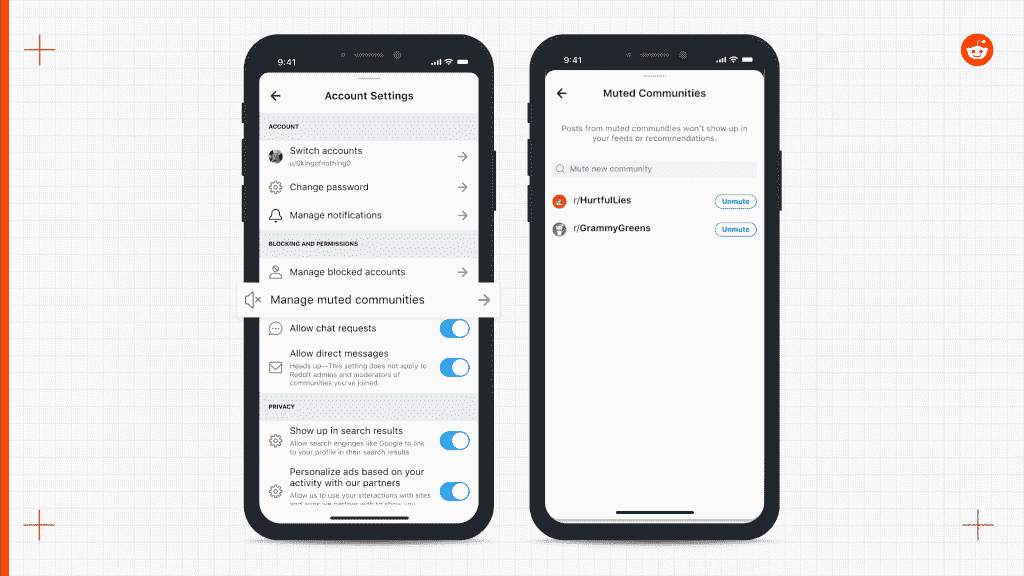 9:41
Account Settings
ACCOUNT
Switch accounts
u/0kingofnothing0
Change password
Manage notifications
BLOCKING AND PERMISSIONS
Manage blocked accounts
Manage muted communities
Allow chat requests
Allow direct messages
Heads up—This setting does not apply to
Reddit admins and moderators of
communities you've joined.
PRIVACY
Show up in search results
Allow search enginges like Google to link
to your profile in their search results
Personalize ads based on your
activity with our partners
Allow us to use your interactions with sites
and apps we partner with to show you
9:41
Muted Communities
Posts from muted communities won't show up in
your feeds or recommendations.
Mute new community
r/HurtfulLies
Unmute
r/GrammyGreens
Unmute